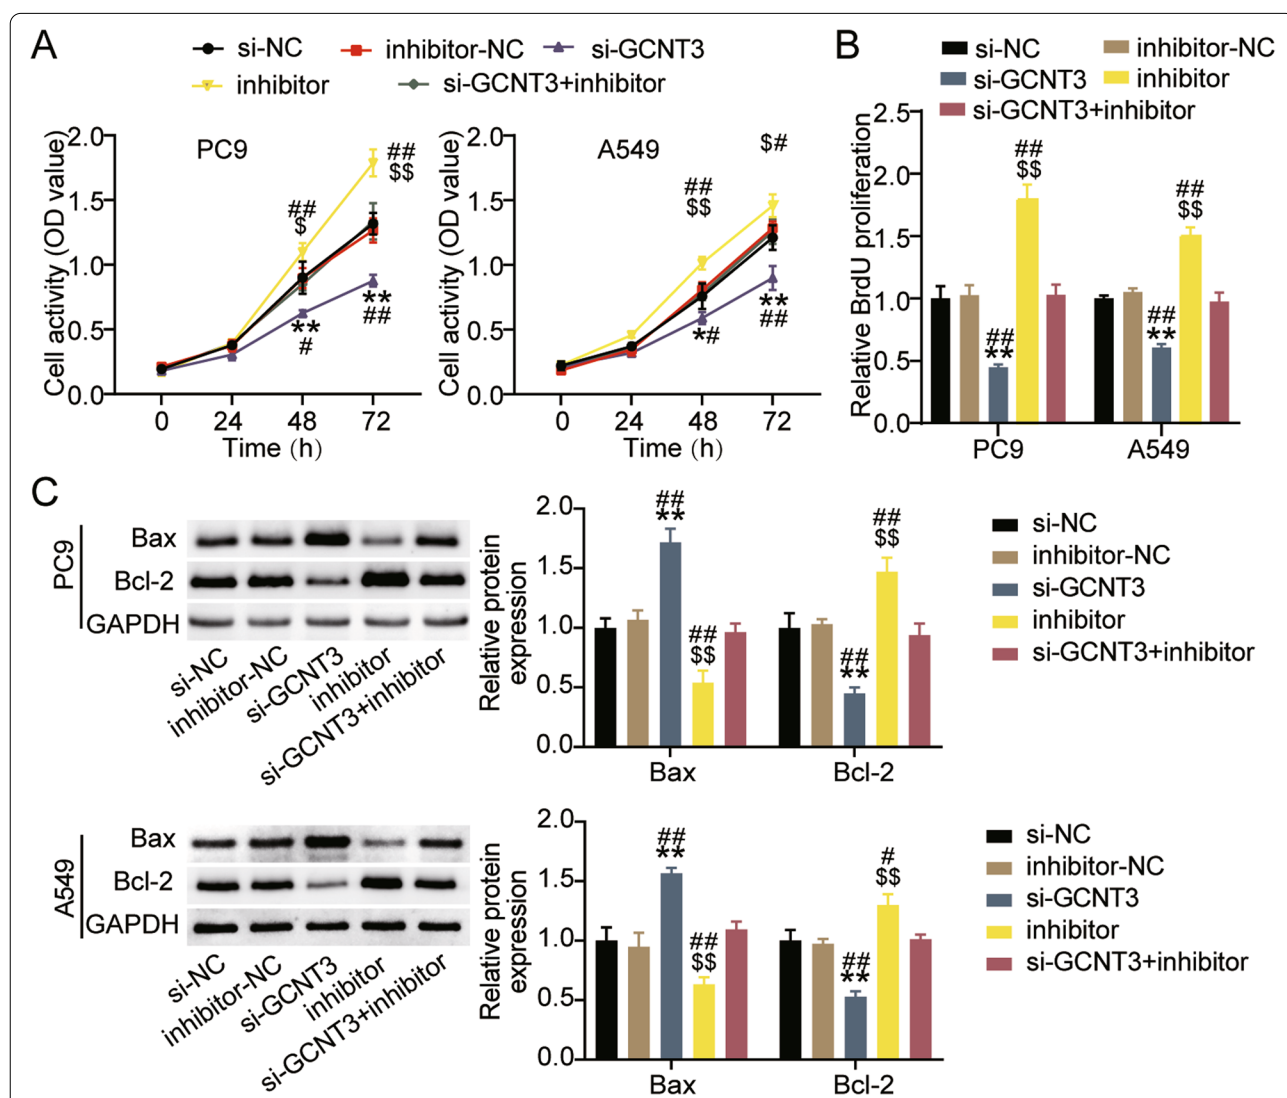 A
si-NC inhibitor-NC si-GCNT3
inhibitor si-GCNT3+inhibitor
Cell activity (OD value)
2.0
1.5
1.0
0.5
0.0
PC9
##
$
##
$$
**
#
**
##
0 24 48 72
Time (h)
Cell activity (OD value)
2.0
1.5
1.0
0.5
0.0
A549
##
$$
$#
*#
**
##
0 24 48 72
Time (h)
B
si-NC inhibitor-NC
si-GCNT3 inhibitor
si-GCNT3+inhibitor
Relative BrdU proliferation
2.5
2.0
1.5
1.0
0.5
0.0
##
**
##
$$
##
**
##
$$
PC9 A549
C
PC9
Bax
Bcl-2
GAPDH
si-NC
inhibitor-NC
si-GCNT3
inhibitor
si-GCNT3+inhibitor
Relative protein
expression
2.0
1.5
1.0
0.5
0.0
##
**
##
$$
##
**
##
$$
Bax Bcl-2
si-NC
inhibitor-NC
si-GCNT3
inhibitor
si-GCNT3+inhibitor
A549
Bax
Bcl-2
GAPDH
si-NC
inhibitor-NC
si-GCNT3
inhibitor
si-GCNT3+inhibitor
Relative protein
expression
2.0
1.5
1.0
0.5
0.0
##
**
##
$$
##
**
#
$$
Bax Bcl-2
si-NC
inhibitor-NC
si-GCNT3
inhibitor
si-GCNT3+inhibitor